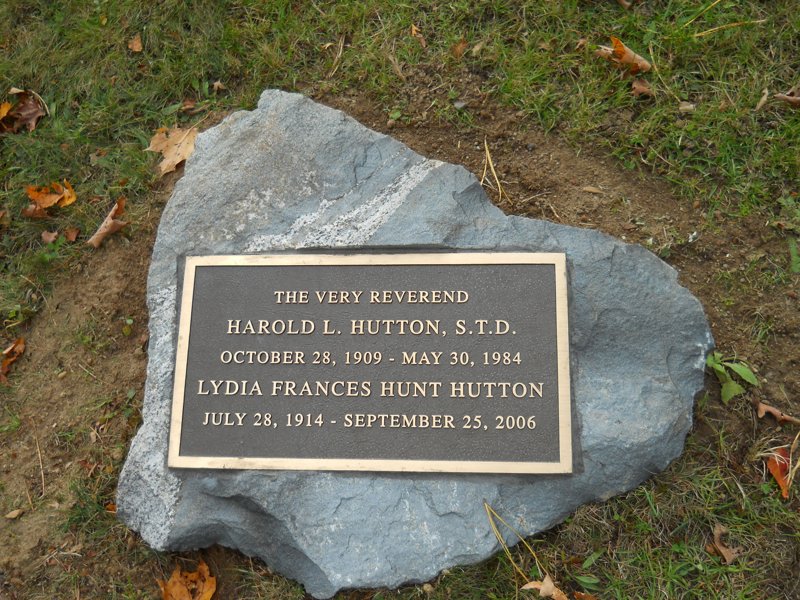 THE VERY REVEREND
HAROLD L. HUTTON, S.T.D.
OCTOBER 28, 1909 - MAY 30, 1984
LYDIA FRANCES HUNT HUTTON
JULY 28, 1914 - SEPTEMBER 25, 2006